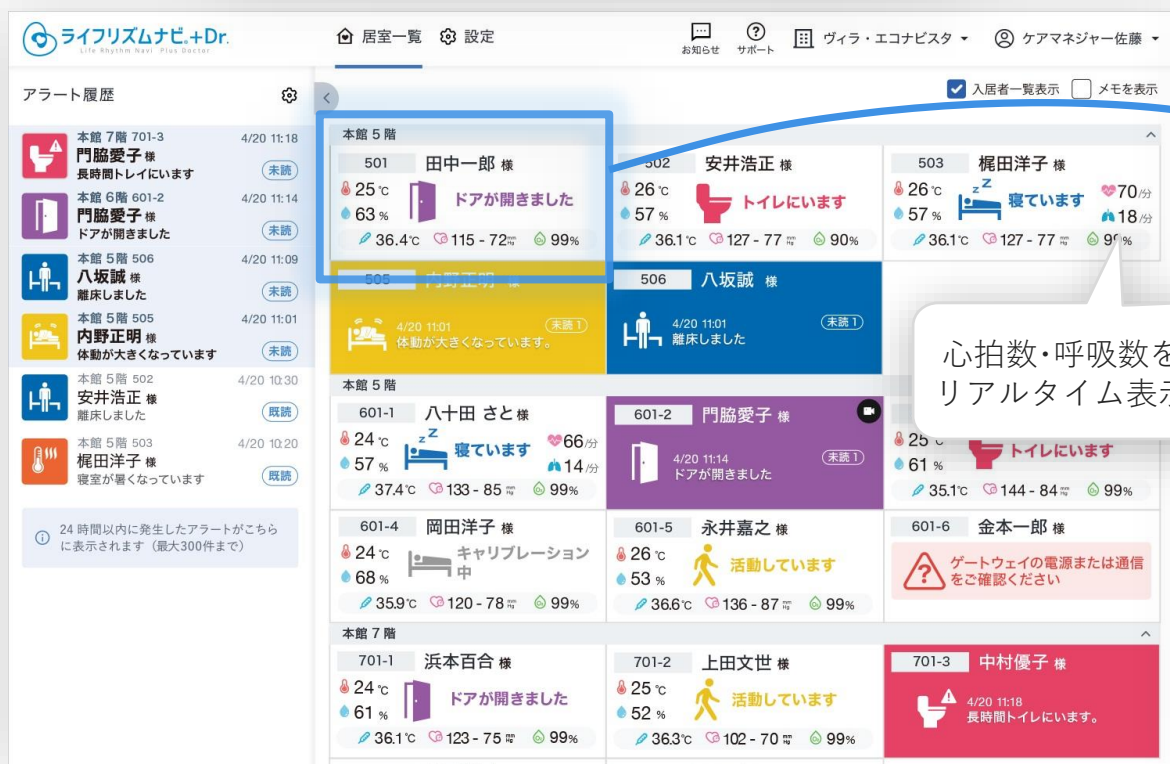 ライフリズムナビ®+Dr.
Life Rhythm Navi Plus Doctor
居室一覧
設定
お知らせ
サポート
ヴィラ・エコナビスタ
ケアマネジャー佐藤
アラート履歴
入居者一覧表示
メモを表示
本館 7階 701-3 4/20 11:18
門脇愛子 様
長時間トレイにいます 未読
本館 6階 601-2 4/20 11:14
門脇愛子 様
ドアが開きました 未読
本館 5階 506 4/20 11:09
八坂誠 様
離床しました 未読
本館 5階 505 4/20 11:01
内野正明 様
体動が大きくなっています 未読
本館 5階 502 4/20 10:30
安井浩正 様
離床しました 既読
本館 5階 503 4/20 10:20
梶田洋子 様
寝室が暑くなっています 既読
24 時間以内に発生したアラートがこちら
に表示されます（最大300件まで）
本館 5 階
501 田中一郎 様
25 ℃
63 %
ドアが開きました
36.4℃ 115 - 72 mmHg 99%
502 安井浩正 様
26 ℃
57 %
トイレにいます
36.1℃ 127 - 77 mmHg 90%
503 梶田洋子 様
26 ℃
57 %
寝ています
70/分
18/分
36.1℃ 127 - 77 mmHg
505 内野正明 様
4/20 11:01 未読 1
体動が大きくなっています。
506 八坂誠 様
4/20 11:01 未読 1
離床しました
心拍数・呼吸数を
リアルタイム表示
本館 5 階
601-1 八十田 さと 様
24 ℃
57 %
zZ
寝ています
66/分
14/分
37.4℃ 133 - 85 mmHg 99%
601-2 門脇愛子 様
4/20 11:14 未読 1
ドアが開きました
25 ℃
61 %
トイレにいます
35.1℃ 144 - 84 mmHg 99%
601-4 岡田洋子 様
24 ℃
68 %
キャリブレーション
中
35.9℃ 120 - 78 mmHg 99%
601-5 永井嘉之 様
26 ℃
53 %
活動しています
36.6℃ 136 - 87 mmHg 99%
601-6 金本一郎 様
ゲートウェイの電源または通信
をご確認ください
本館 7 階
701-1 浜本百合 様
24 ℃
61 %
ドアが開きました
36.1℃ 123 - 75 mmHg 99%
701-2 上田文世 様
25 ℃
52 %
活動しています
36.3℃ 102 - 70 mmHg 99%
701-3 中村優子 様
4/20 11:18
長時間トイレにいます。